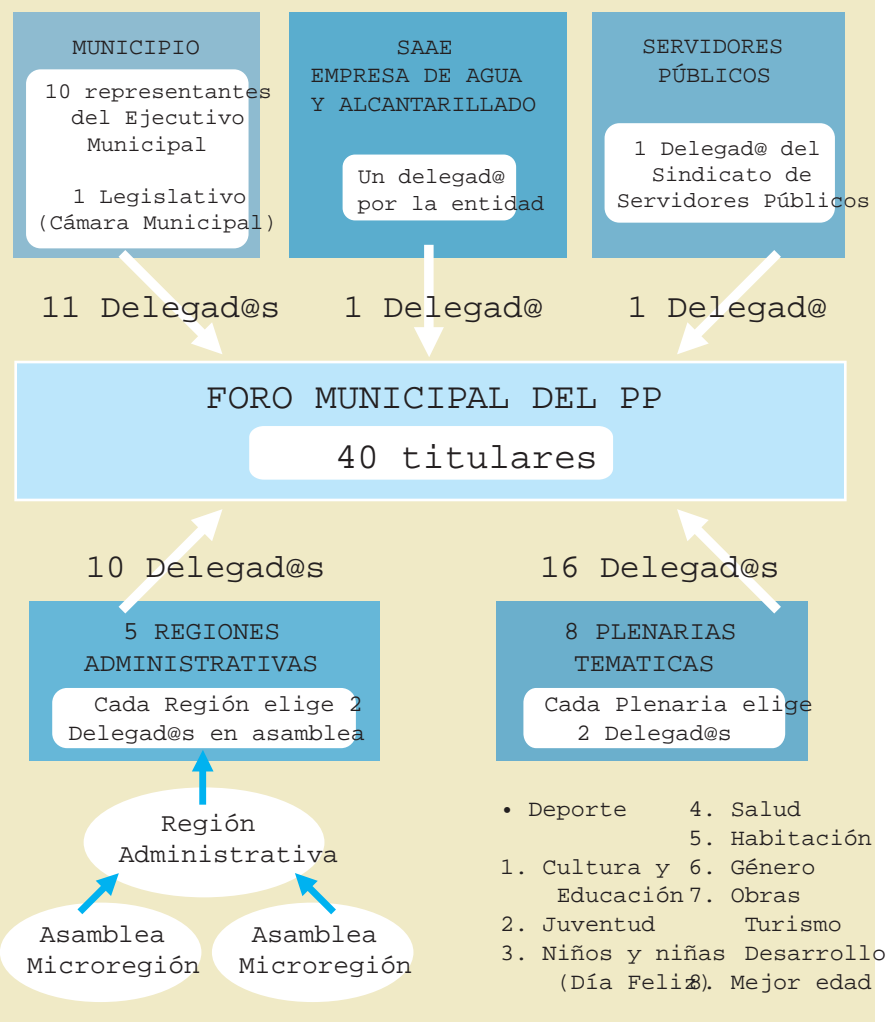 MUNICIPIO
10 representantes
del Ejecutivo
Municipal
1 Legislativo
(Cámara Municipal)
SAAE
EMPRESA DE AGUA
Y ALCANTARILLADO
Un delegad@
por la entidad
SERVIDORES
PÚBLICOS
1 Delegad@ del
Sindicato de
Servidores Públicos
11 Delegad@s
1 Delegad@
1 Delegad@
FORO MUNICIPAL DEL PP
40 titulares
10 Delegad@s
16 Delegad@s
5 REGIONES
ADMINISTRATIVAS
Cada Región elige 2
Delegad@s en asamblea
Región
Administrativa
Asamblea
Microregión
Asamblea
Microregión
8 PLENARIAS
TEMATICAS
Cada Plenaria elige
2 Delegad@s
• Deporte
1. Cultura y
Educación
2. Juventud
3. Niños y niñas
(Día Feliz)
4. Salud
5. Habitación
6. Género
7. Obras
Turismo
Desarrollo
8. Mejor edad